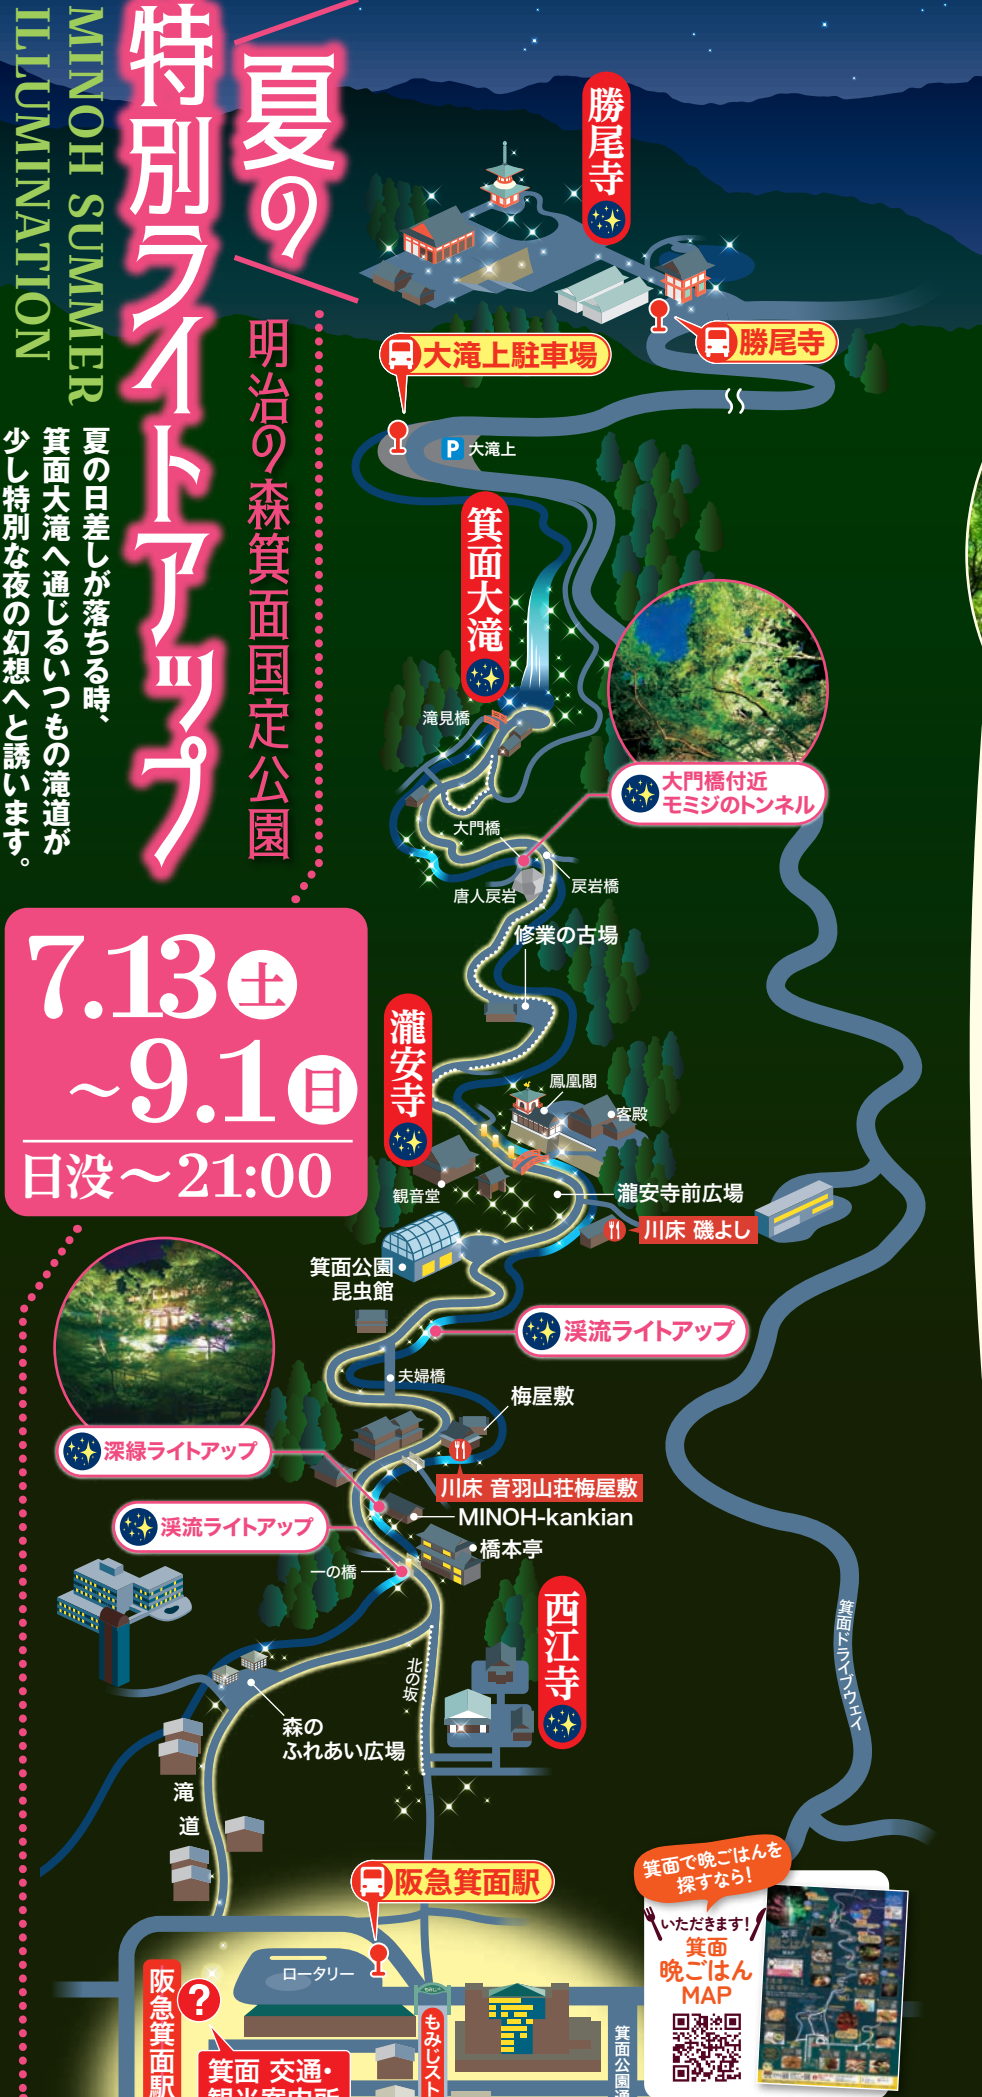 夏の
特別ライトアップ
MINOH SUMMER
ILLUMINATION
明治の森箕面国定公園
夏の日差しが落ちる時、
箕面大滝へ通じるいつもの滝道が
少し特別な夜の幻想へと誘います。
7.13土
～9.1日
日没～21:00
勝尾寺
勝尾寺
大滝上駐車場
P 大滝上
箕面大滝
滝見橋
大門橋付近
モミジのトンネル
大門橋
戻岩橋
唐人戻岩
修業の古場
瀧安寺
鳳凰閣
客殿
観音堂
瀧安寺前広場
川床 磯よし
箕面公園
昆虫館
渓流ライトアップ
夫婦橋
梅屋敷
深緑ライトアップ
川床 音羽山荘梅屋敷
MINOH-kankian
渓流ライトアップ
橋本亭
一の橋
西江寺
北の坂
箕面ドライブウェイ
森の
ふれあい広場
滝道
阪急箕面駅
箕面で晩ごはんを
探すなら!
いただきます!
箕面
晩ごはん
MAP
ロータリー
阪急箕面駅
?
もみじスト
箕面公園通
箕面 交通・
観光案内所